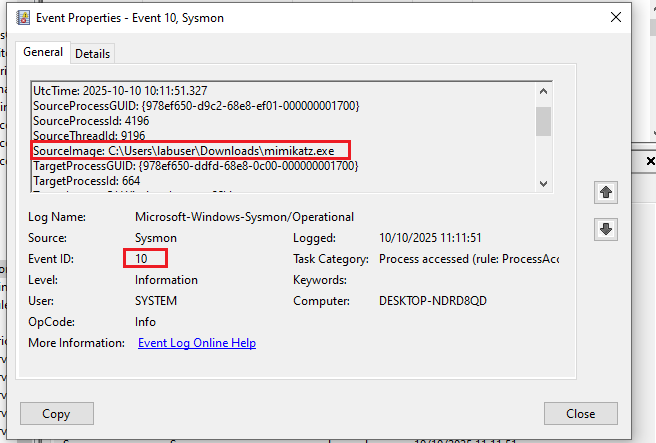 Event Properties - Event 10, Sysmon
General Details
UtcTime: 2025-10-10 10:11:51.327
SourceProcessGUID: {978ef650-d9c2-68e8-ef01-000000001700}
SourceProcessId: 4196
SourceThreadId: 9196
SourceImage: C:\Users\labuser\Downloads\mimikatz.exe
TargetProcessGUID: {978ef650-ddfd-68e8-0c00-000000001700}
TargetProcessId: 664
Log Name: Microsoft-Windows-Sysmon/Operational
Source: Sysmon Logged: 10/10/2025 11:11:51
Event ID: 10 Task Category: Process accessed (rule: ProcessAcc
Level: Information Keywords:
User: SYSTEM Computer: DESKTOP-NDRD8QD
OpCode: Info
More Information: Event Log Online Help
Copy Close